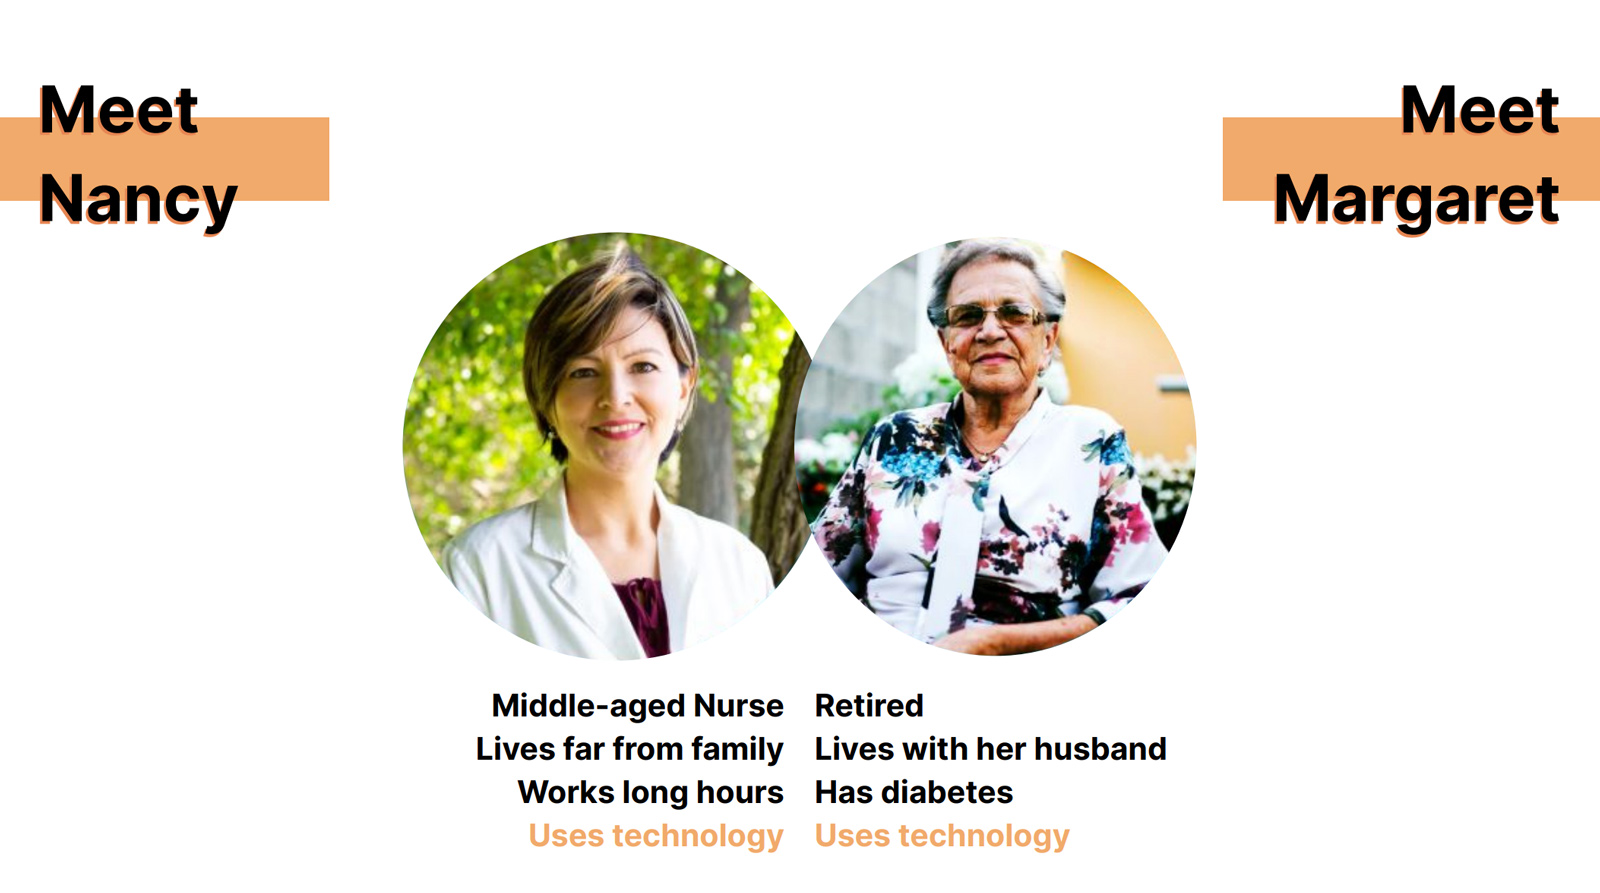 Meet
Nancy
Meet
Margaret
Middle-aged Nurse
Lives far from family
Works long hours
Uses technology
Retired
Lives with her husband
Has diabetes
Uses technology